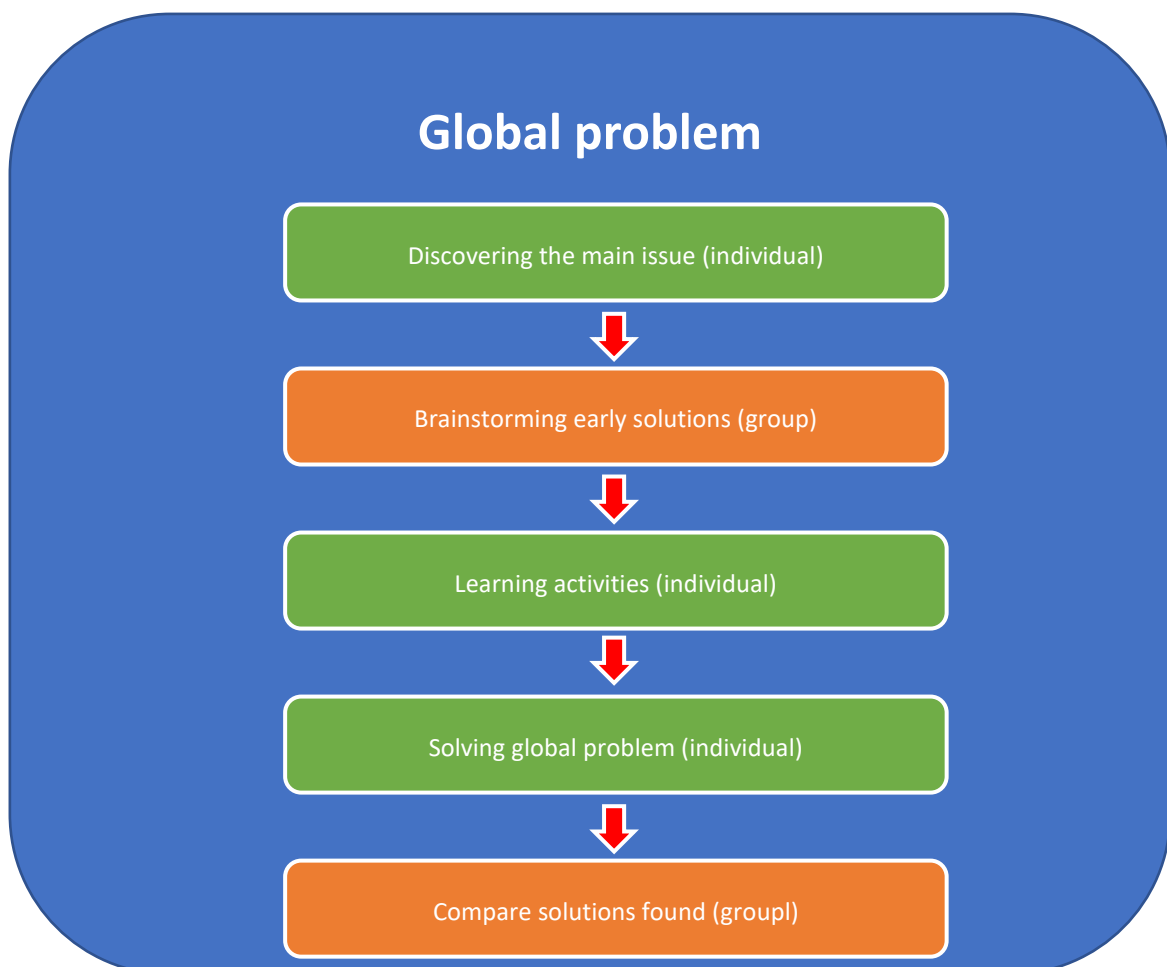 Global problem
Discovering the main issue (individual)
Brainstorming early solutions (group)
Learning activities (individual)
Solving global problem (individual)
Compare solutions found (groupl)